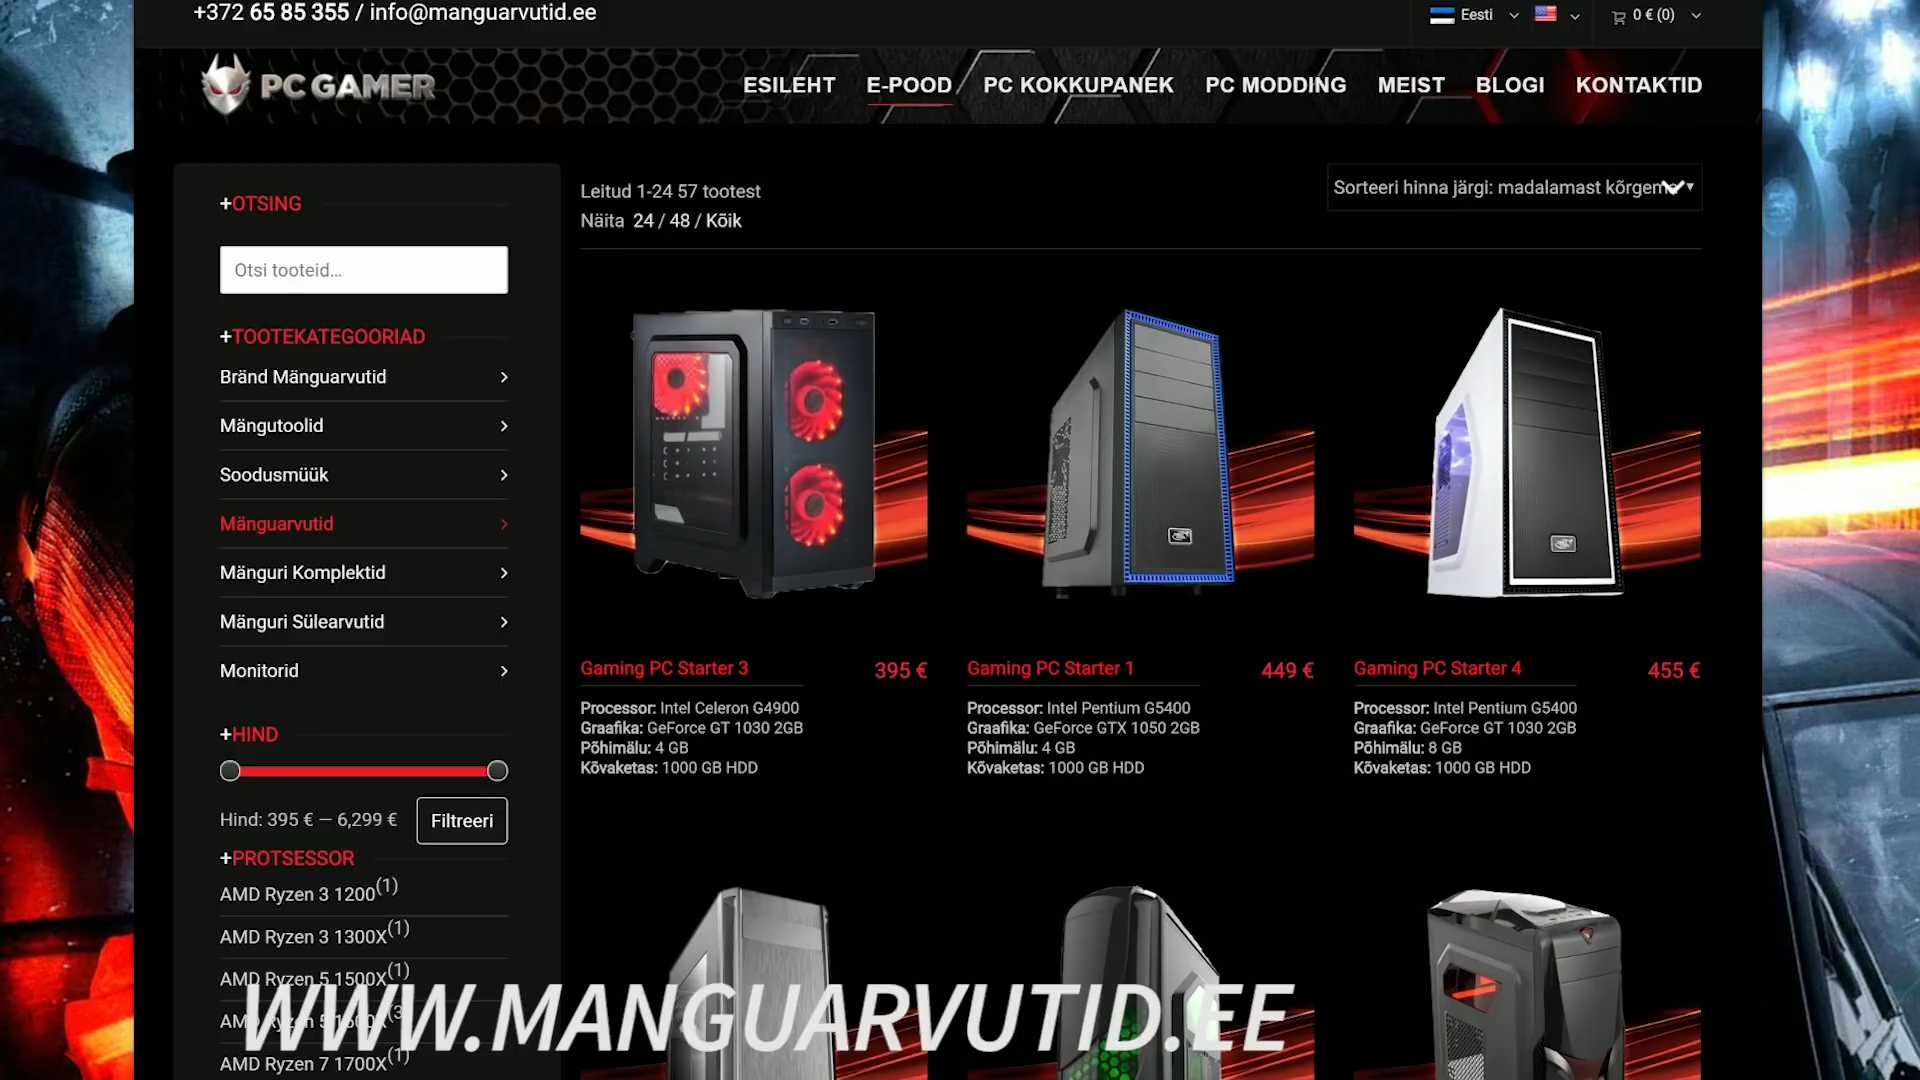 +372 65 85 355 / info@manguarvutid.ee
Eesti
0 € (0)
PC GAMER
ESILEHT
E-POOD
PC KOKKUPANEK
PC MODDING
MEIST
BLOGI
KONTAKTID
+OTSING
Otsi tooteid...
+TOOTEKATEGOORIAD
Bränd Mänguarvutid
Mängutoolid
Soodusmüük
Mänguarvutid
Mänguri Komplektid
Mänguri Sülearvutid
Monitorid
+HIND
Hind: 395 € — 6,299 €
Filtreeri
+PROTSESSOR
AMD Ryzen 3 1200(1)
AMD Ryzen 3 1300X(1)
AMD Ryzen 5 1500X(1)
AMD Ryzen 5 1600X(3)
AMD Ryzen 7 1700X(1)
Leitud 1-24 57 tootest
Näita 24 / 48 / Kõik
Sorteeri hinna järgi: madalamast kõrgema
Gaming PC Starter 3
395 €
Processor: Intel Celeron G4900
Graafika: GeForce GT 1030 2GB
Põhimälu: 4 GB
Kõvaketas: 1000 GB HDD
Gaming PC Starter 1
449 €
Processor: Intel Pentium G5400
Graafika: GeForce GTX 1050 2GB
Põhimälu: 4 GB
Kõvaketas: 1000 GB HDD
Gaming PC Starter 4
455 €
Processor: Intel Pentium G5400
Graafika: GeForce GT 1030 2GB
Põhimälu: 8 GB
Kõvaketas: 1000 GB HDD
WWW.MANGUARVUTID.EE